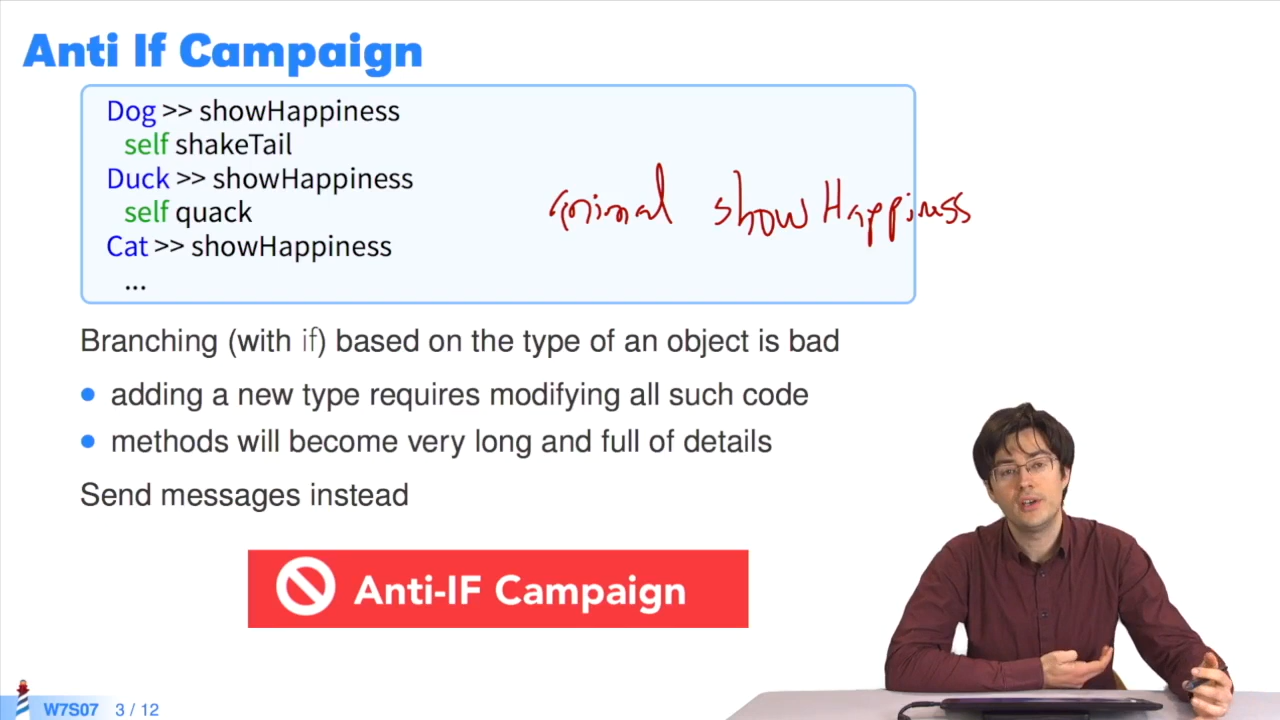 Anti If Campaign
Dog >> showHappiness
self shakeTail
Duck >> showHappiness
self quack
Cat >> showHappiness
...
animal showHappiness
Branching (with if) based on the type of an object is bad
• adding a new type requires modifying all such code
• methods will become very long and full of details
Send messages instead
Anti-IF Campaign
W7S07 3 / 12